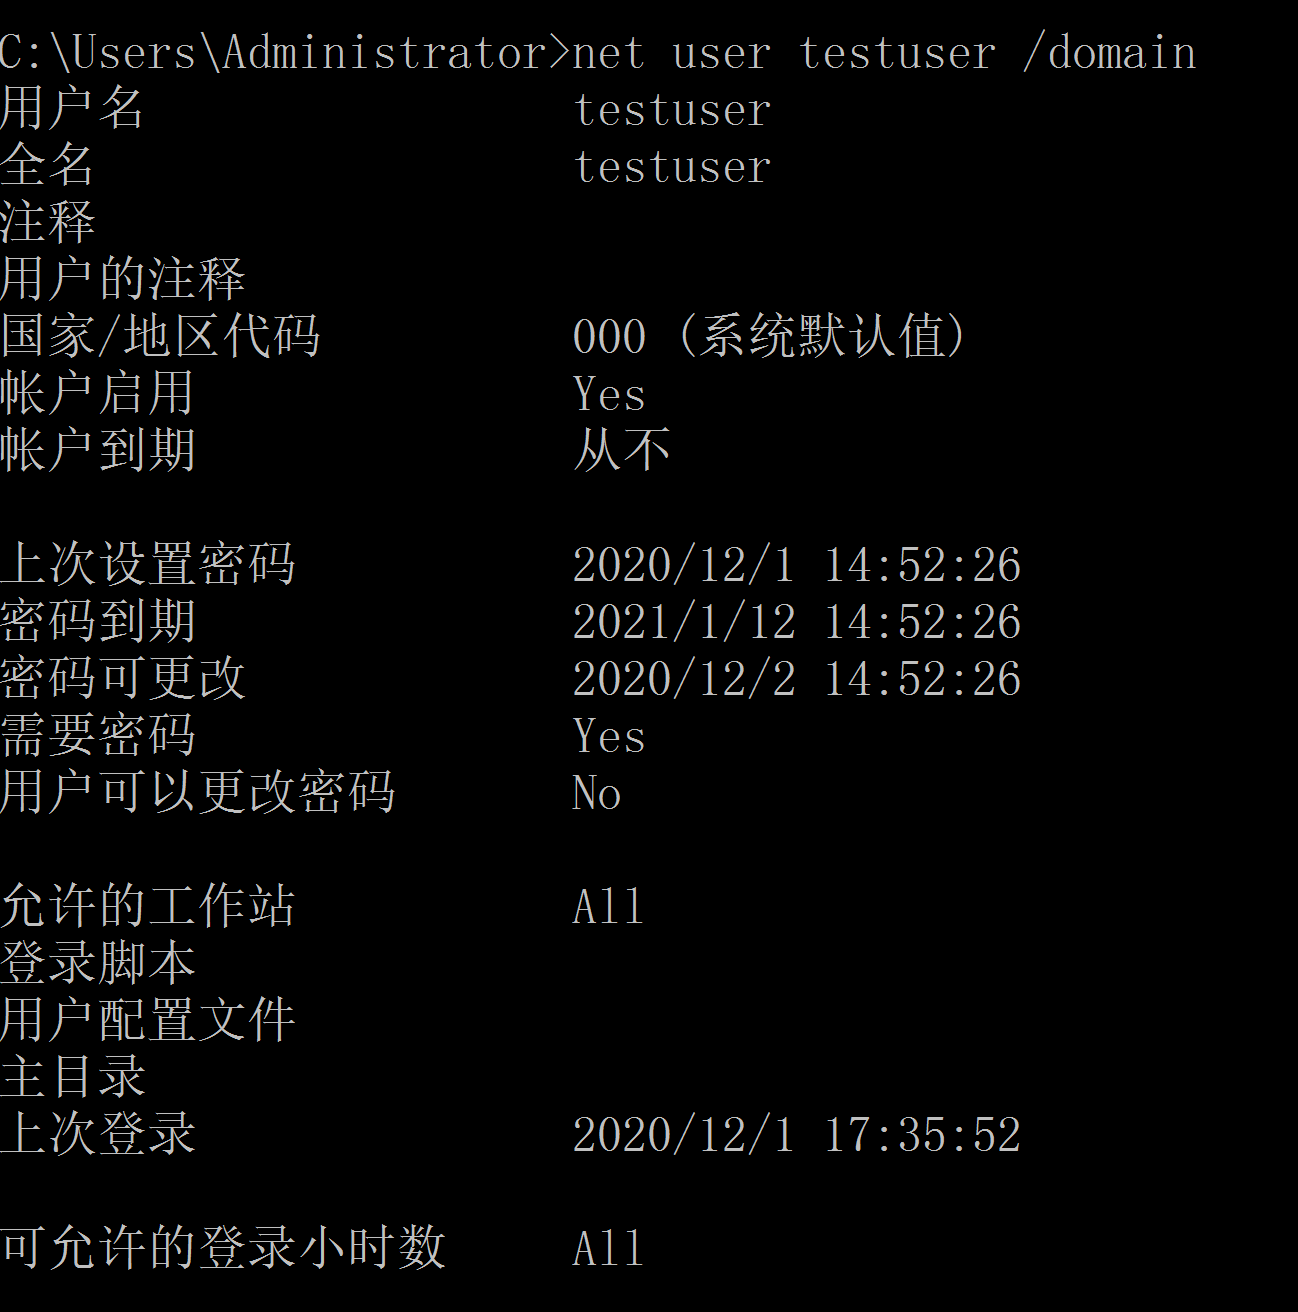 C:\Users\Administrator>net user testuser /domain
用户名 testuser
全名 testuser
注释
用户的注释
国家/地区代码 000 (系统默认值)
帐户启用 Yes
帐户到期 从不
上次设置密码 2020/12/1 14:52:26
密码到期 2021/1/12 14:52:26
密码可更改 2020/12/2 14:52:26
需要密码 Yes
用户可以更改密码 No
允许的工作站 All
登录脚本
用户配置文件
主目录
上次登录 2020/12/1 17:35:52
可允许的登录小时数 All